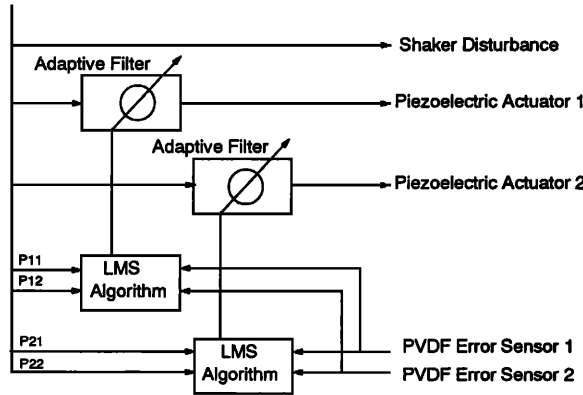 Shaker Disturbance
Adaptive Filter
Piezoelectric Actuator 1
Adaptive Filter
Piezoelectric Actuator 2
P11
P12
LMS
Algorithm
P21
P22
LMS
Algorithm
PVDF Error Sensor 1
PVDF Error Sensor 2